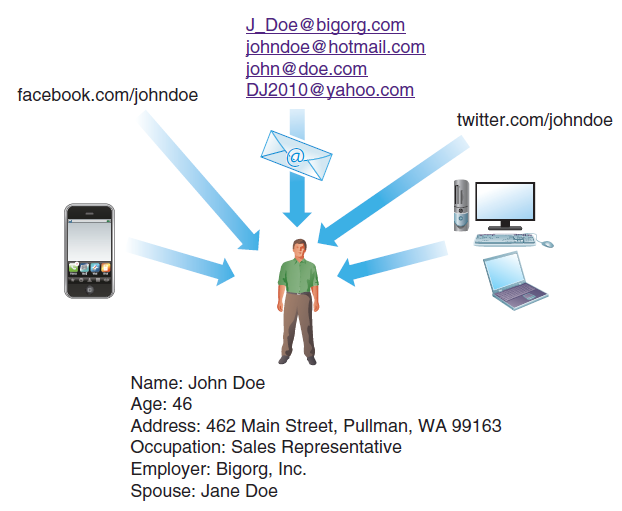 J_Doe@bigorg.com
johndoe@hotmail.com
john@doe.com
DJ2010@yahoo.com
facebook.com/johndoe
twitter.com/johndoe
@
Name: John Doe
Age: 46
Address: 462 Main Street, Pullman, WA 99163
Occupation: Sales Representative
Employer: Bigorg, Inc.
Spouse: Jane Doe